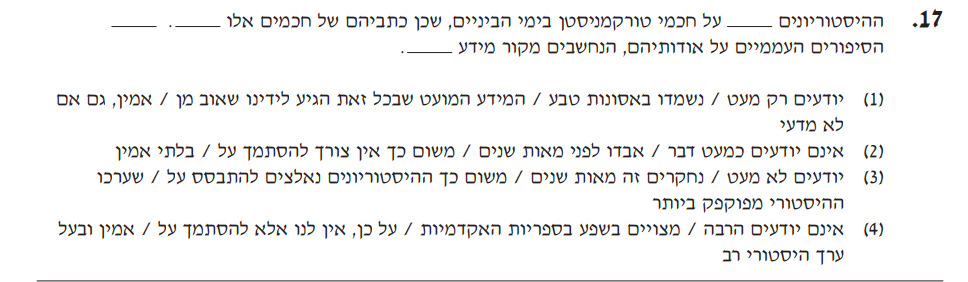 17. ההיסטוריונים _____ על חכמי טורקמניסטן בימי הביניים, שכן כתביהם של חכמים אלו _____. _____
הסיפורים העממיים על אודותיהם, הנחשבים מקור מידע _____.
(1) יודעים רק מעט / נשמדו באסונות טבע / המידע המועט שבכל זאת הגיע לידינו שאוב מן / אמין, גם אם
לא מדעי
(2) אינם יודעים כמעט דבר / אבדו לפני מאות שנים / משום כך אין צורך להסתמך על / בלתי אמין
(3) יודעים לא מעט / נחקרים זה מאות שנים / משום כך ההיסטוריונים נאלצים להתבסס על / שערכו
ההיסטורי מפוקפק ביותר
(4) אינם יודעים הרבה / מצויים בשפע בספריות האקדמיות / על כן, אין לנו אלא להסתמך על / אמין ובעל
ערך היסטורי רב